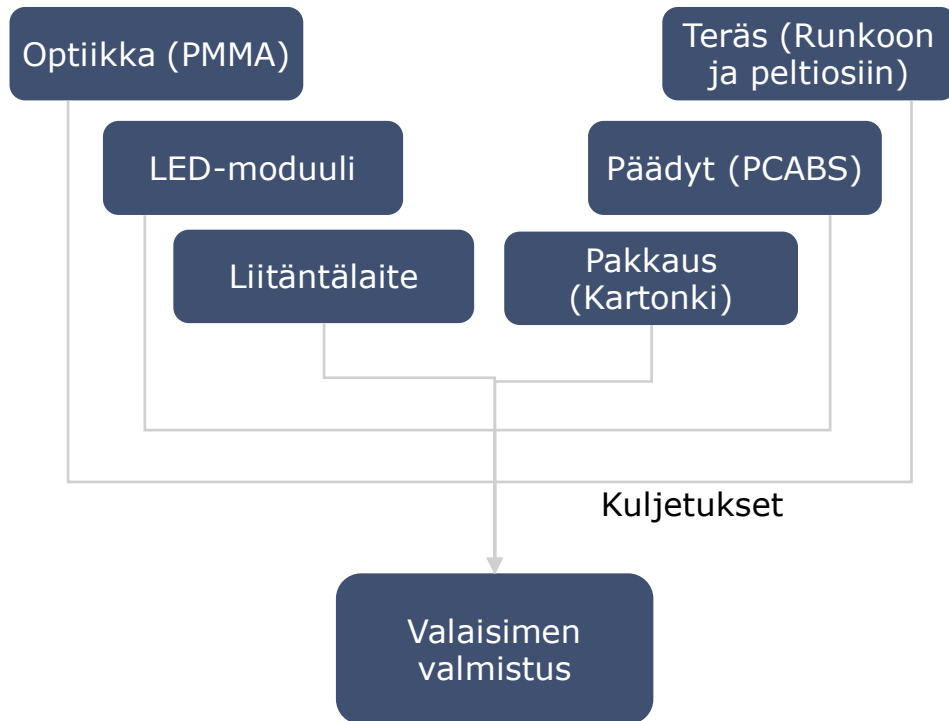 Optiikka (PMMA)
Teräs (Runkoon
ja peltiosiin)
LED-moduuli
Päädyt (PCABS)
Liitäntälaite
Pakkaus
(Kartonki)
Kuljetukset
Valaisimen
valmistus